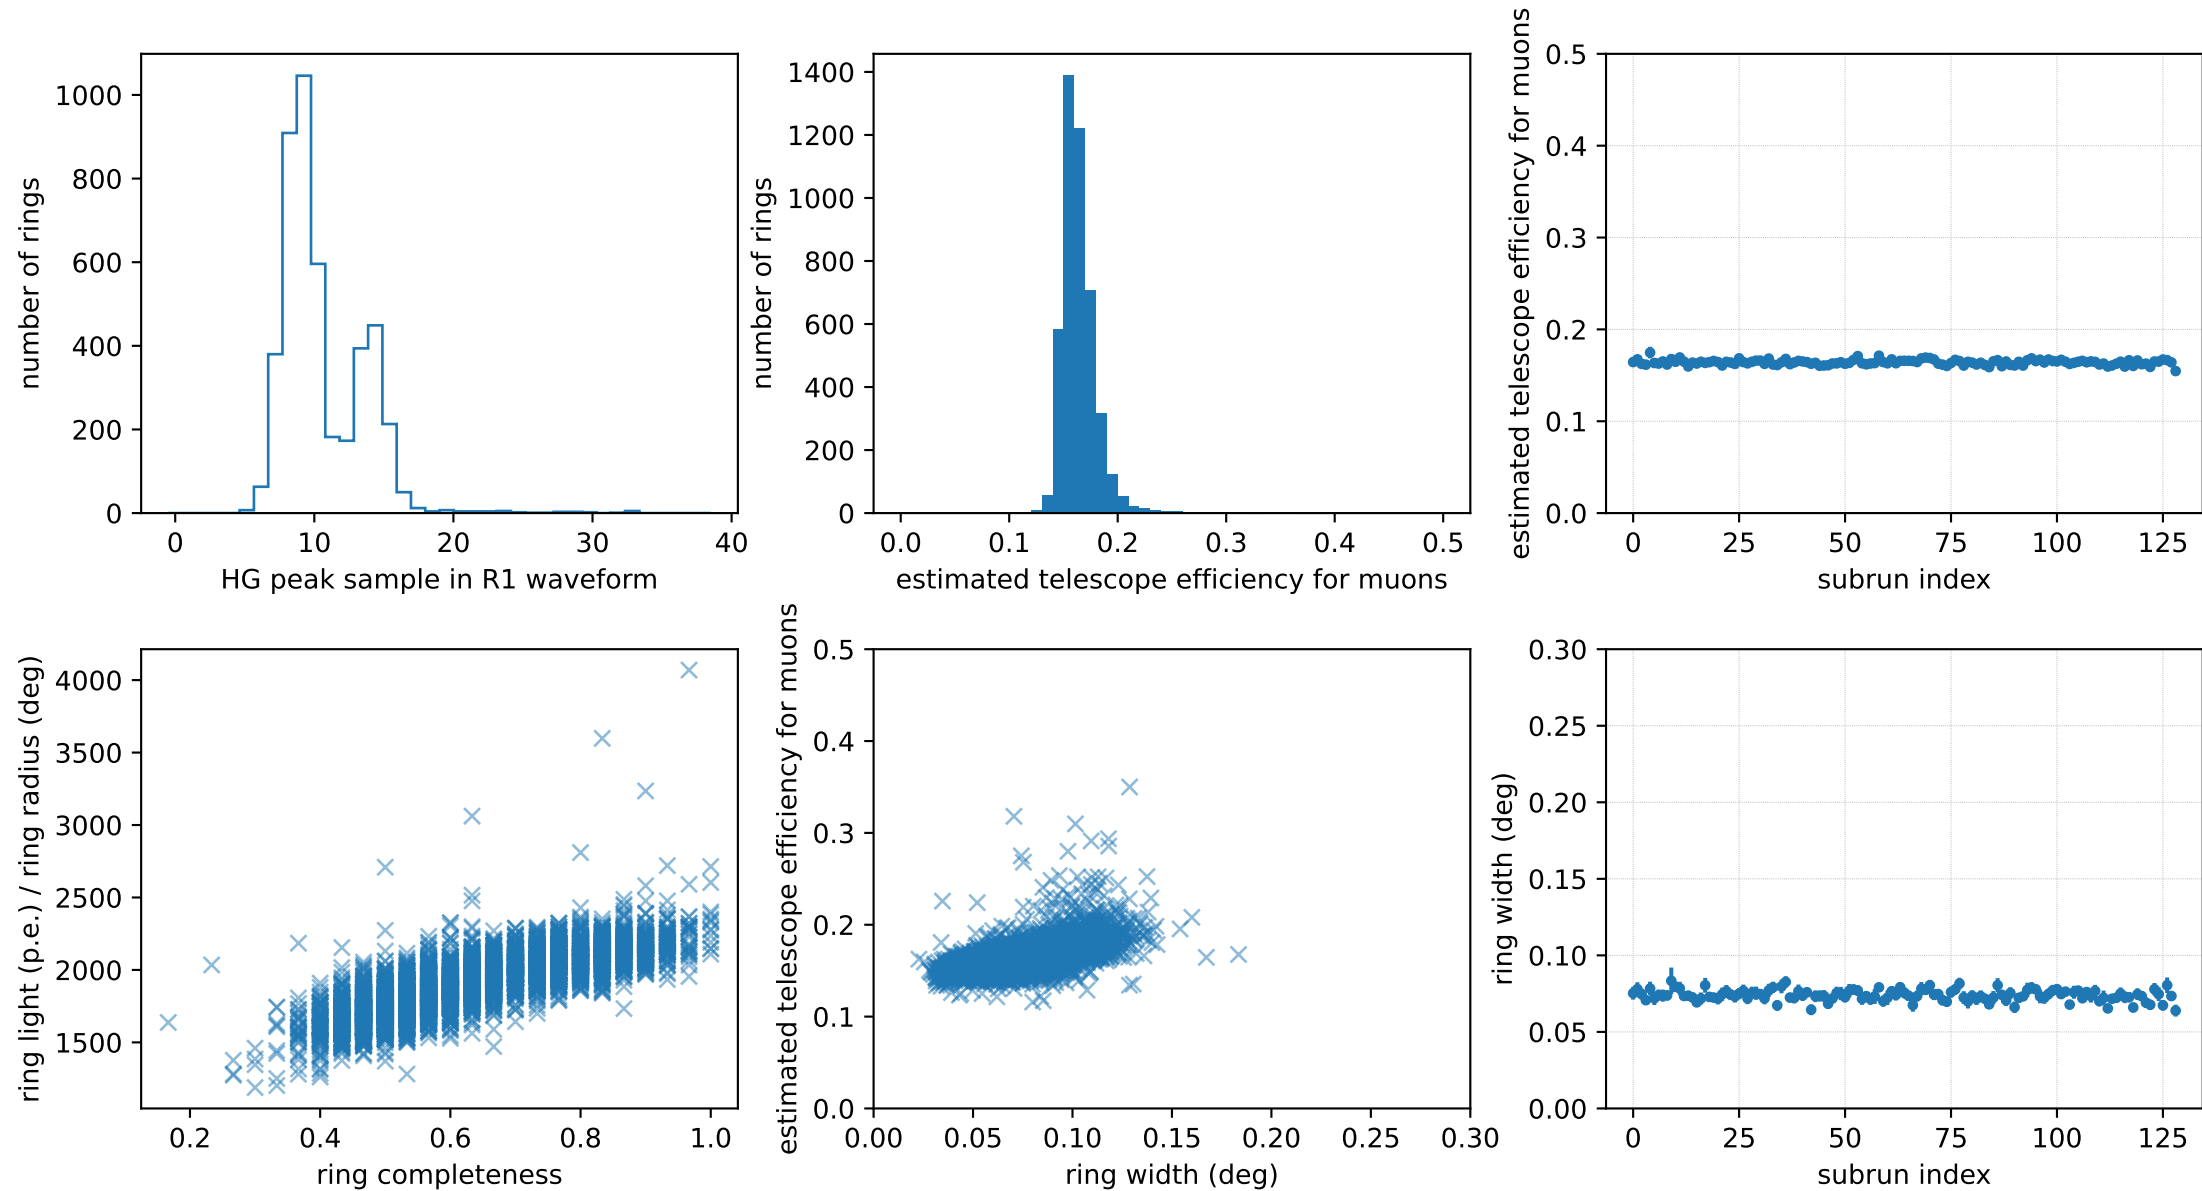 number of rings
1000
800
600
400
200
0
0 10 20 30 40
HG peak sample in R1 waveform
number of rings
1400
1200
1000
800
600
400
200
0
0.0 0.1 0.2 0.3 0.4 0.5
estimated telescope efficiency for muons
estimated telescope efficiency for muons
0.5
0.4
0.3
0.2
0.1
0.0
0 25 50 75 100 125
subrun index
ring light (p.e.) / ring radius (deg)
4000
3500
3000
2500
2000
1500
0.2 0.4 0.6 0.8 1.0
ring completeness
estimated telescope efficiency for muons
0.5
0.4
0.3
0.2
0.1
0.0
0.00 0.05 0.10 0.15 0.20 0.25 0.30
ring width (deg)
ring width (deg)
0.30
0.25
0.20
0.15
0.10
0.05
0.00
0 25 50 75 100 125
subrun index